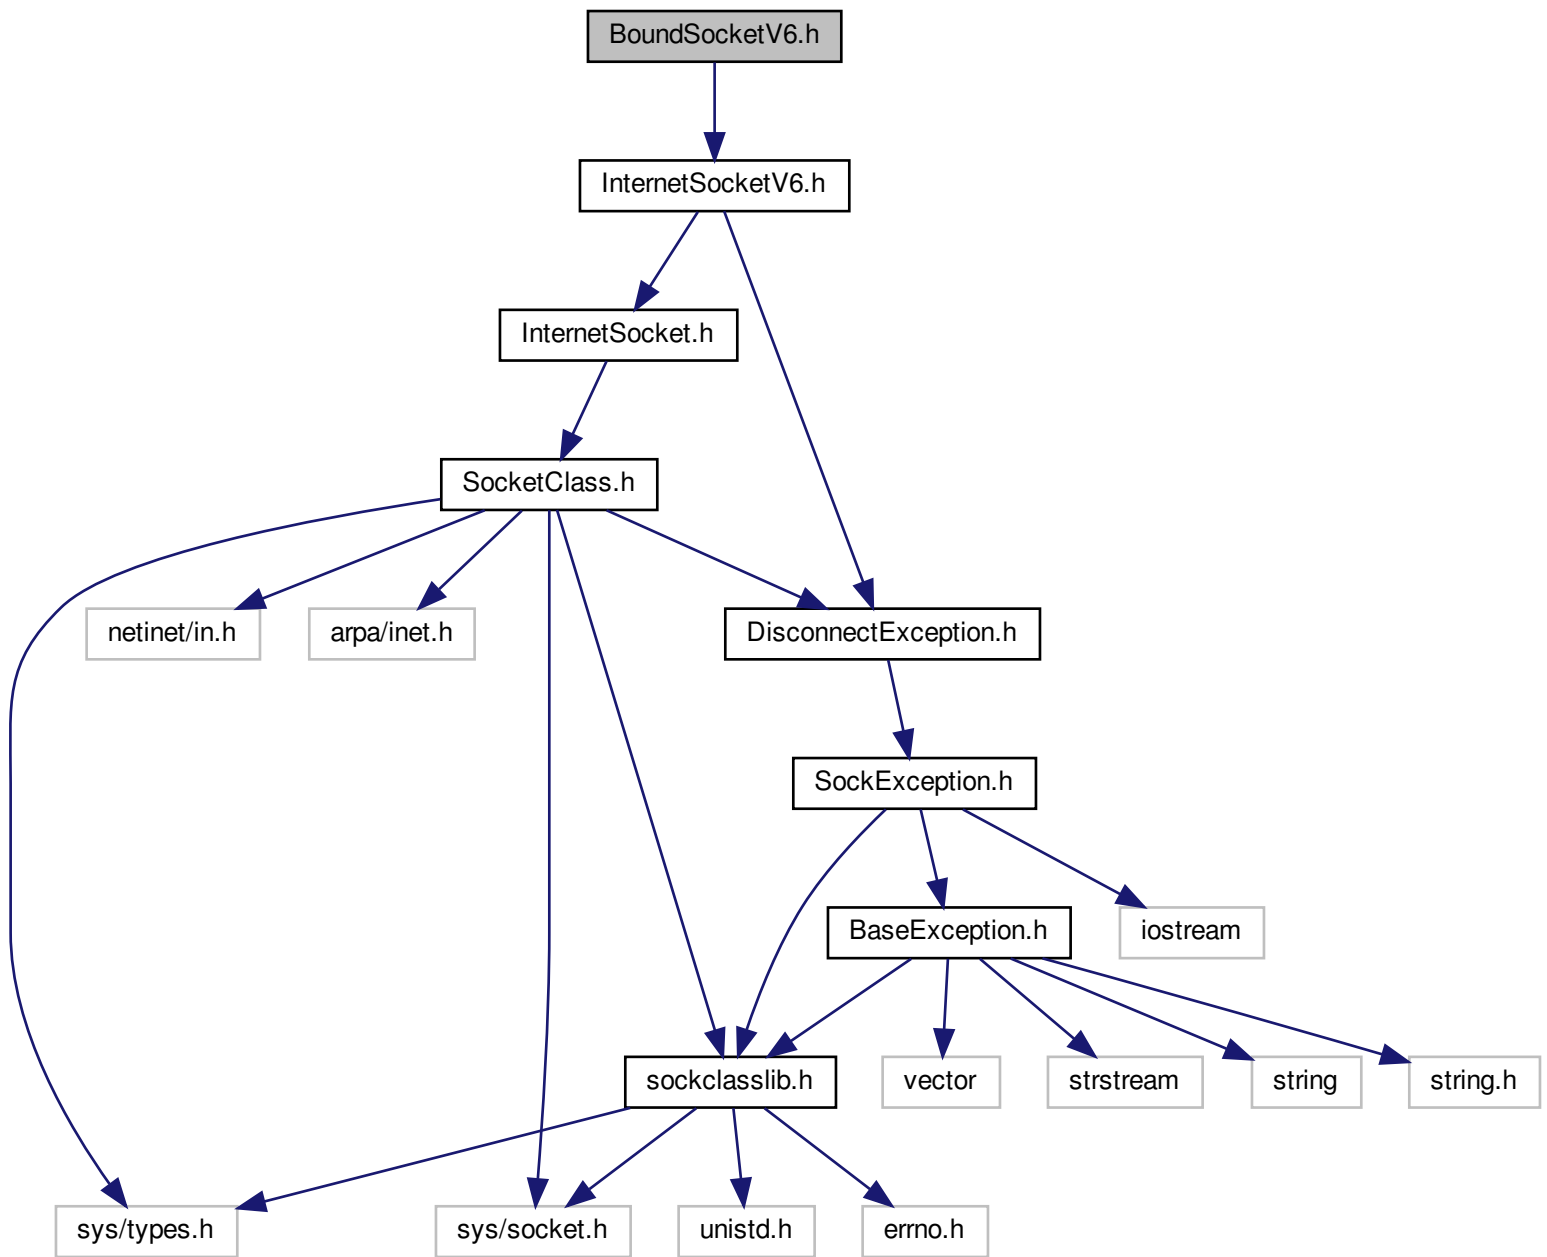 BoundSocketV6.h
InternetSocketV6.h
InternetSocket.h
SocketClass.h
netinet/in.h
arpa/inet.h
DisconnectException.h
SockException.h
BaseException.h
iostream
sockclasslib.h
vector
strstream
string
string.h
sys/types.h
sys/socket.h
unistd.h
errno.h